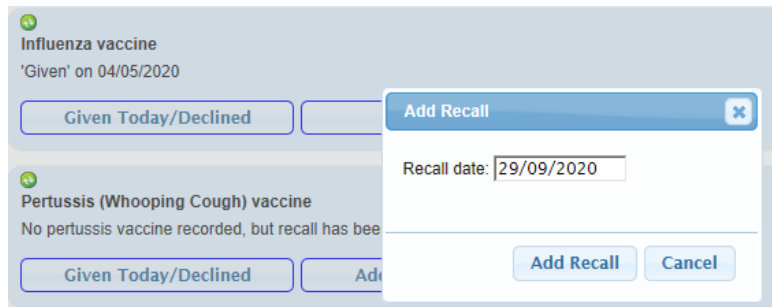 Influenza vaccine
'Given' on 04/05/2020
Given Today/Declined
Pertussis (Whooping Cough) vaccine
No pertussis vaccine recorded, but recall has
Given Today/Declined
Add Recall
Recall date: 29/09/2020
Add Recall Cancel